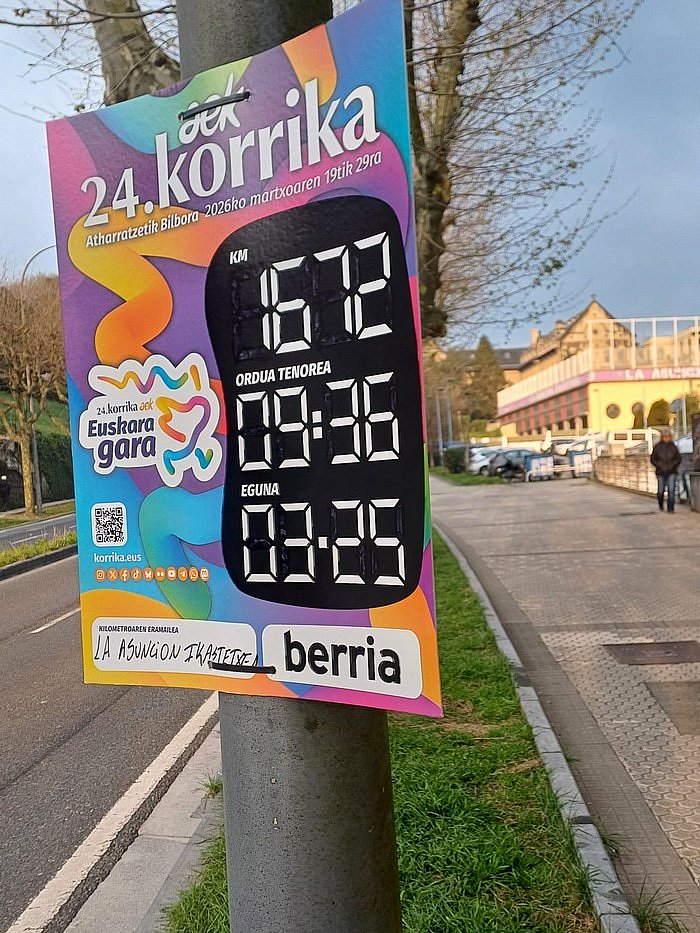 aek
24.korrika
Atharratzetik Bilbora 2026ko martxoaren 19tik 29ra
KM
1672
ORDUA TENOREA
09:36
EGUNA
03.25
24.korrika aek
Euskara
gara
korrika.eus
KILOMETROAREN ERAMAILEA
LA ASUNCION IKASTETXEA
berria
LA